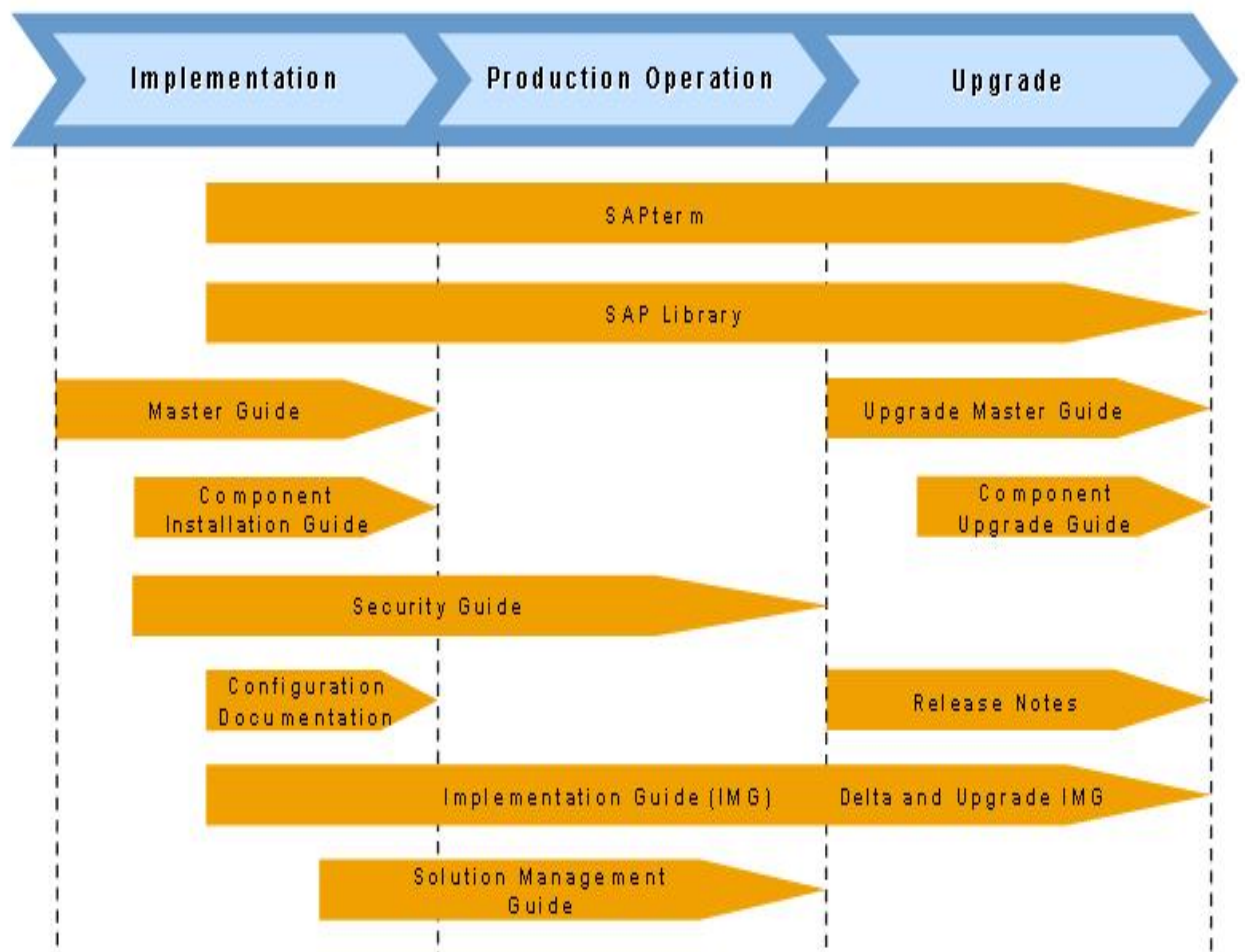 Implementation
Production Operation
Upgrade
SAPterm
SAP Library
Master Guide
Upgrade Master Guide
Component
Installation Guide
Component
Upgrade Guide
Security Guide
Configuration
Documentation
Release Notes
Implementation Guide (IMG)
Delta and Upgrade IMG
Solution Management
Guide